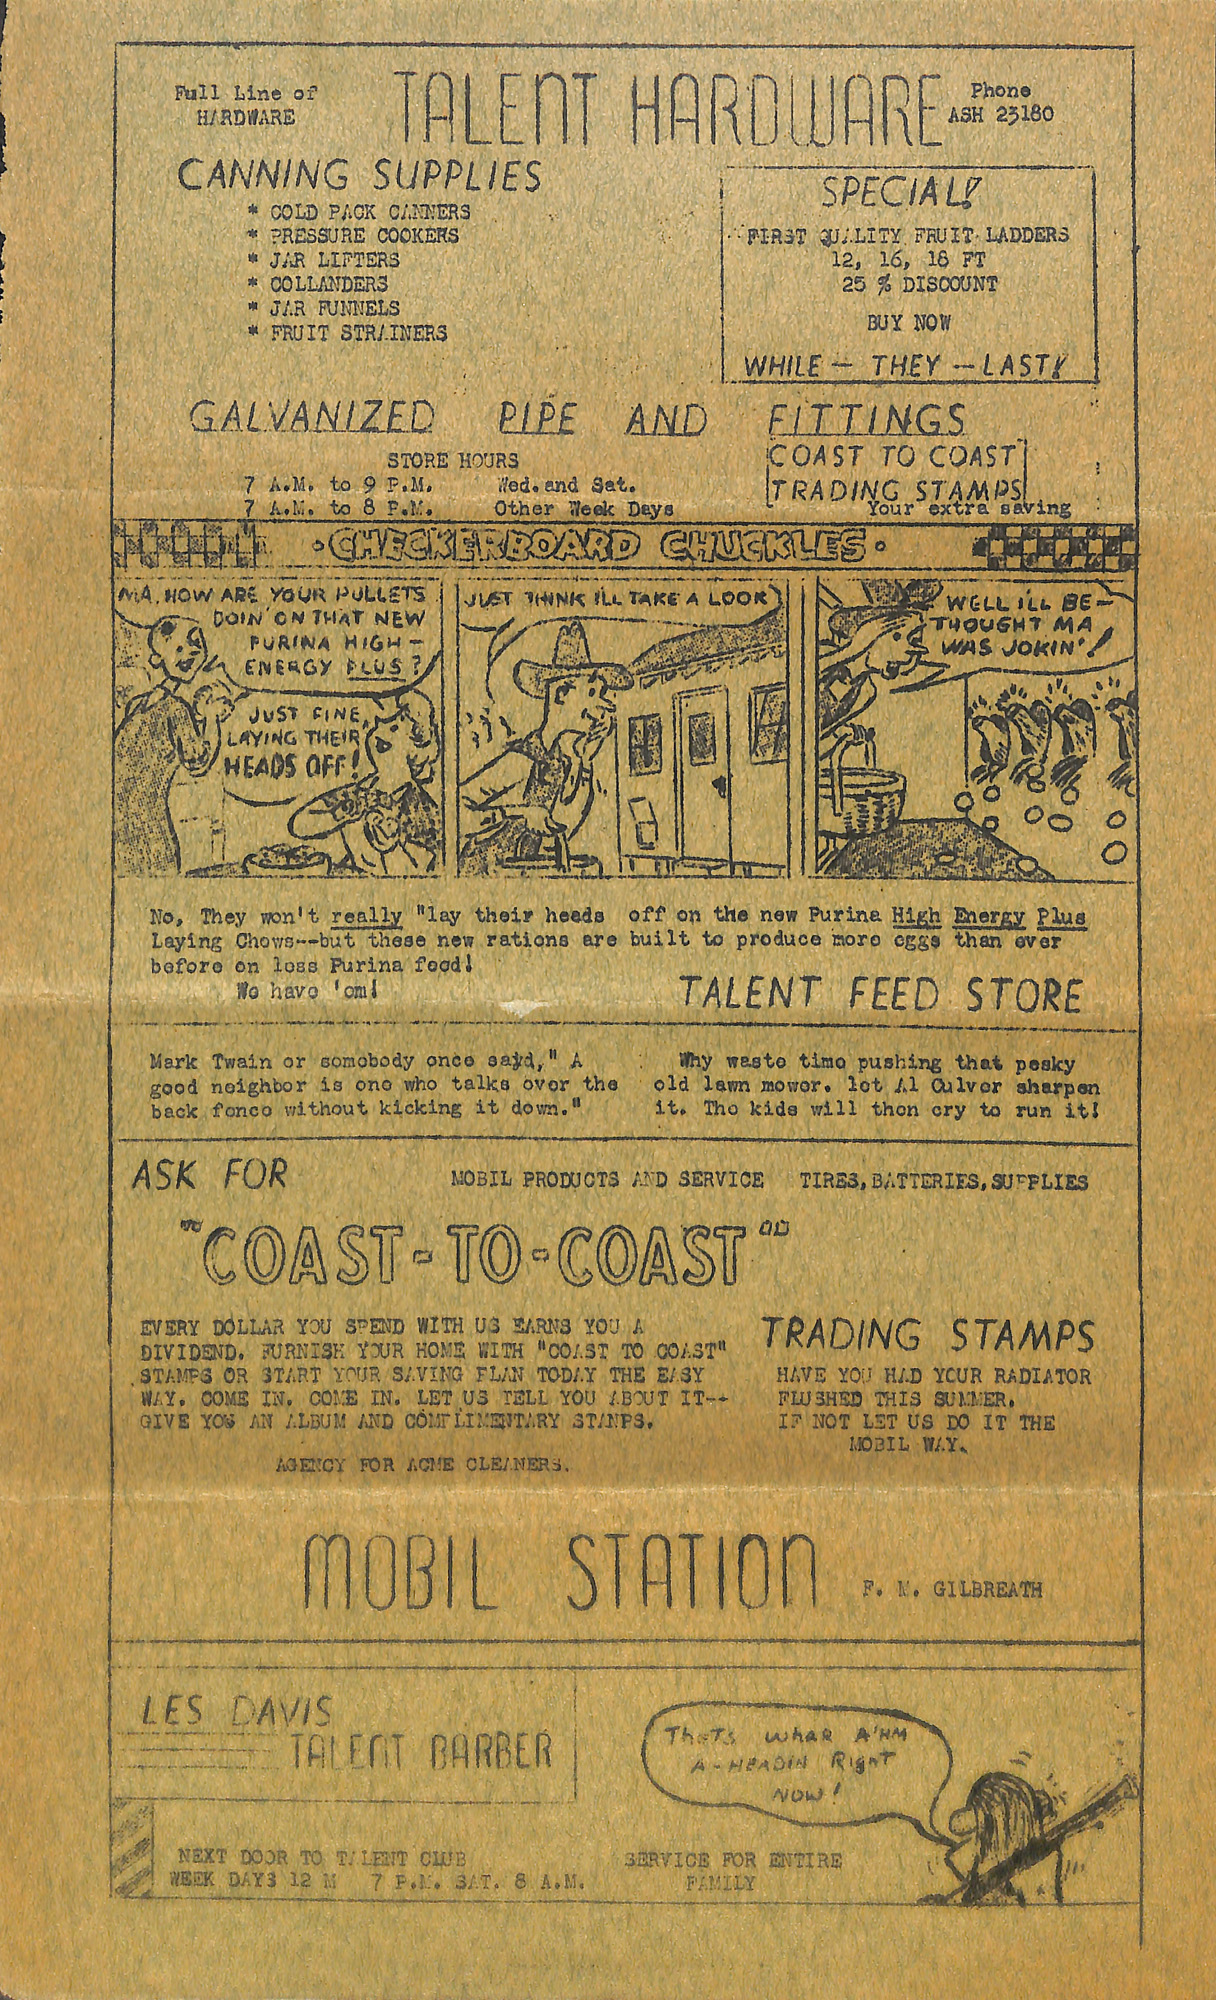 Full Line of
HARDWARE
TALENT HARDWARE
Phone
ASH 23180
CANNING SUPPLIES
* COLD PACK CANNERS
* PRESSURE COOKERS
* JAR LIFTERS
* COLLANDERS
* JAR FUNNELS
* FRUIT STRAINERS
SPECIAL!
FIRST QUALITY FRUIT LADDERS
12, 16, 18 FT
25 % DISCOUNT
BUY NOW
WHILE — THEY — LAST!
GALVANIZED PIPE AND FITTINGS
STORE HOURS
7 A.M. to 9 P.M. Wed. and Sat.
7 A.M. to 8 P.M. Other Week Days
COAST TO COAST
TRADING STAMPS
Your extra saving
·CHECKERBOARD CHUCKLES·
MA, HOW ARE YOUR PULLETS
DOIN' ON THAT NEW
PURINA HIGH-
ENERGY PLUS?
JUST FINE,
LAYING THEIR
HEADS OFF!
JUST THINK ILL TAKE A LOOK
WELL I'LL BE-
THOUGHT MA
WAS JOKIN'!
No, They won't really "lay their heads off on the new Purina High Energy Plus
Laying Chows--but these new rations are built to produce more eggs than ever
before on less Purina feed!
We have 'em!
TALENT FEED STORE
Mark Twain or somebody once said," A
good neighbor is one who talks over the
back fence without kicking it down."
Why waste time pushing that pesky
old lawn mower. let Al Culver sharpen
it. The kids will then cry to run it!
ASK FOR
MOBIL PRODUCTS AND SERVICE TIRES, BATTERIES, SUPPLIES
"COAST-TO-COAST"
EVERY DOLLAR YOU SPEND WITH US EARNS YOU A
DIVIDEND. FURNISH YOUR HOME WITH "COAST TO COAST"
STAMPS OR START YOUR SAVING PLAN TODAY THE EASY
WAY. COME IN. COME IN. LET US TELL YOU ABOUT IT--
GIVE YOU AN ALBUM AND COMPLIMENTARY STAMPS.
AGENCY FOR ACME CLEANERS.
TRADING STAMPS
HAVE YOU HAD YOUR RADIATOR
FLUSHED THIS SUMMER.
IF NOT LET US DO IT THE
MOBIL WAY.
MOBIL STATION
F. M. GILBREATH
LES DAVIS
TALENT BARBER
THaTs whaR A'HM
A-HEADIN RighT
NOW!
NEXT DOOR TO TALENT CLUB
WEEK DAYS 12 M 7 P.M. SAT. 8 A.M.
SERVICE FOR ENTIRE
FAMILY